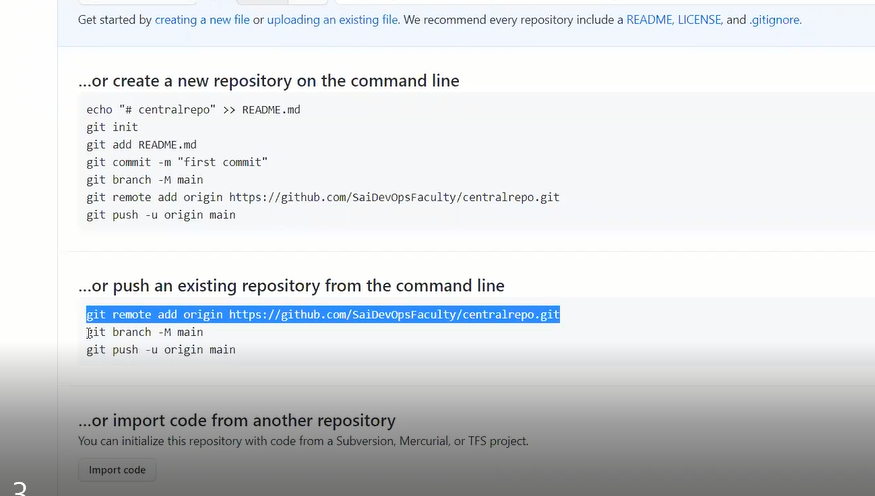 Get started by creating a new file or uploading an existing file. We recommend every repository include a README, LICENSE, and .gitignore.
…or create a new repository on the command line
echo "# centralrepo" >> README.md
git init
git add README.md
git commit -m "first commit"
git branch -M main
git remote add origin https://github.com/SaiDevOpsFaculty/centralrepo.git
git push -u origin main
…or push an existing repository from the command line
git remote add origin https://github.com/SaiDevOpsFaculty/centralrepo.git
git branch -M main
git push -u origin main
…or import code from another repository
You can initialize this repository with code from a Subversion, Mercurial, or TFS project.
Import code
3